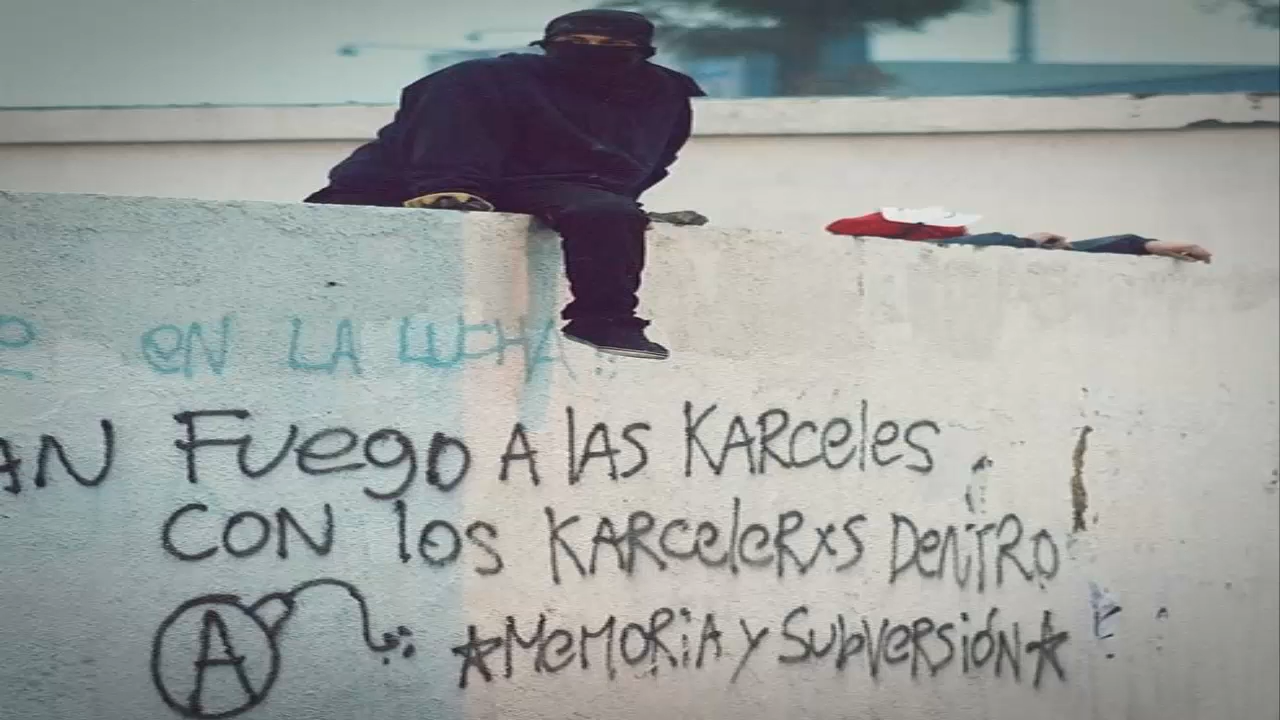 EN LA LUCHA
AN FUegO A lAS KARCeleS
CON los KARCeleRxS DeNTRO
A
*MeMORiA y SubVeRSióN*